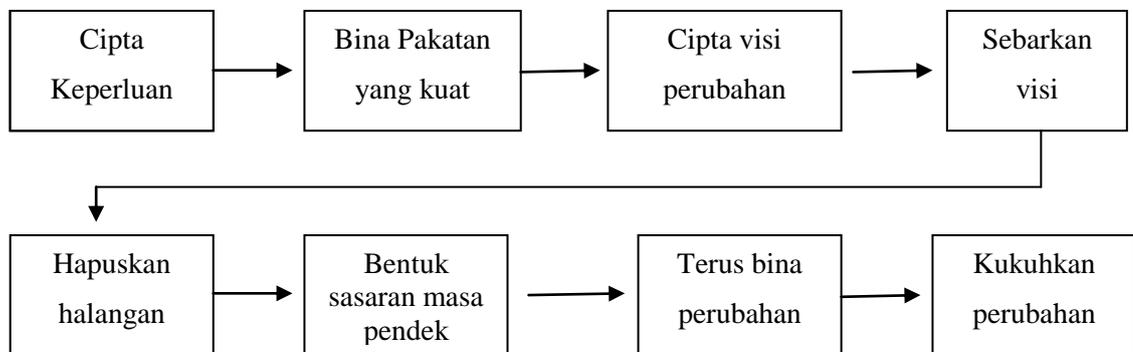 Cipta
Keperluan
Bina Pakatan
yang kuat
Cipta visi
perubahan
Sebarkan
visi
Hapuskan
halangan
Bentuk
sasaran masa
pendek
Terus bina
perubahan
Kukuhkan
perubahan